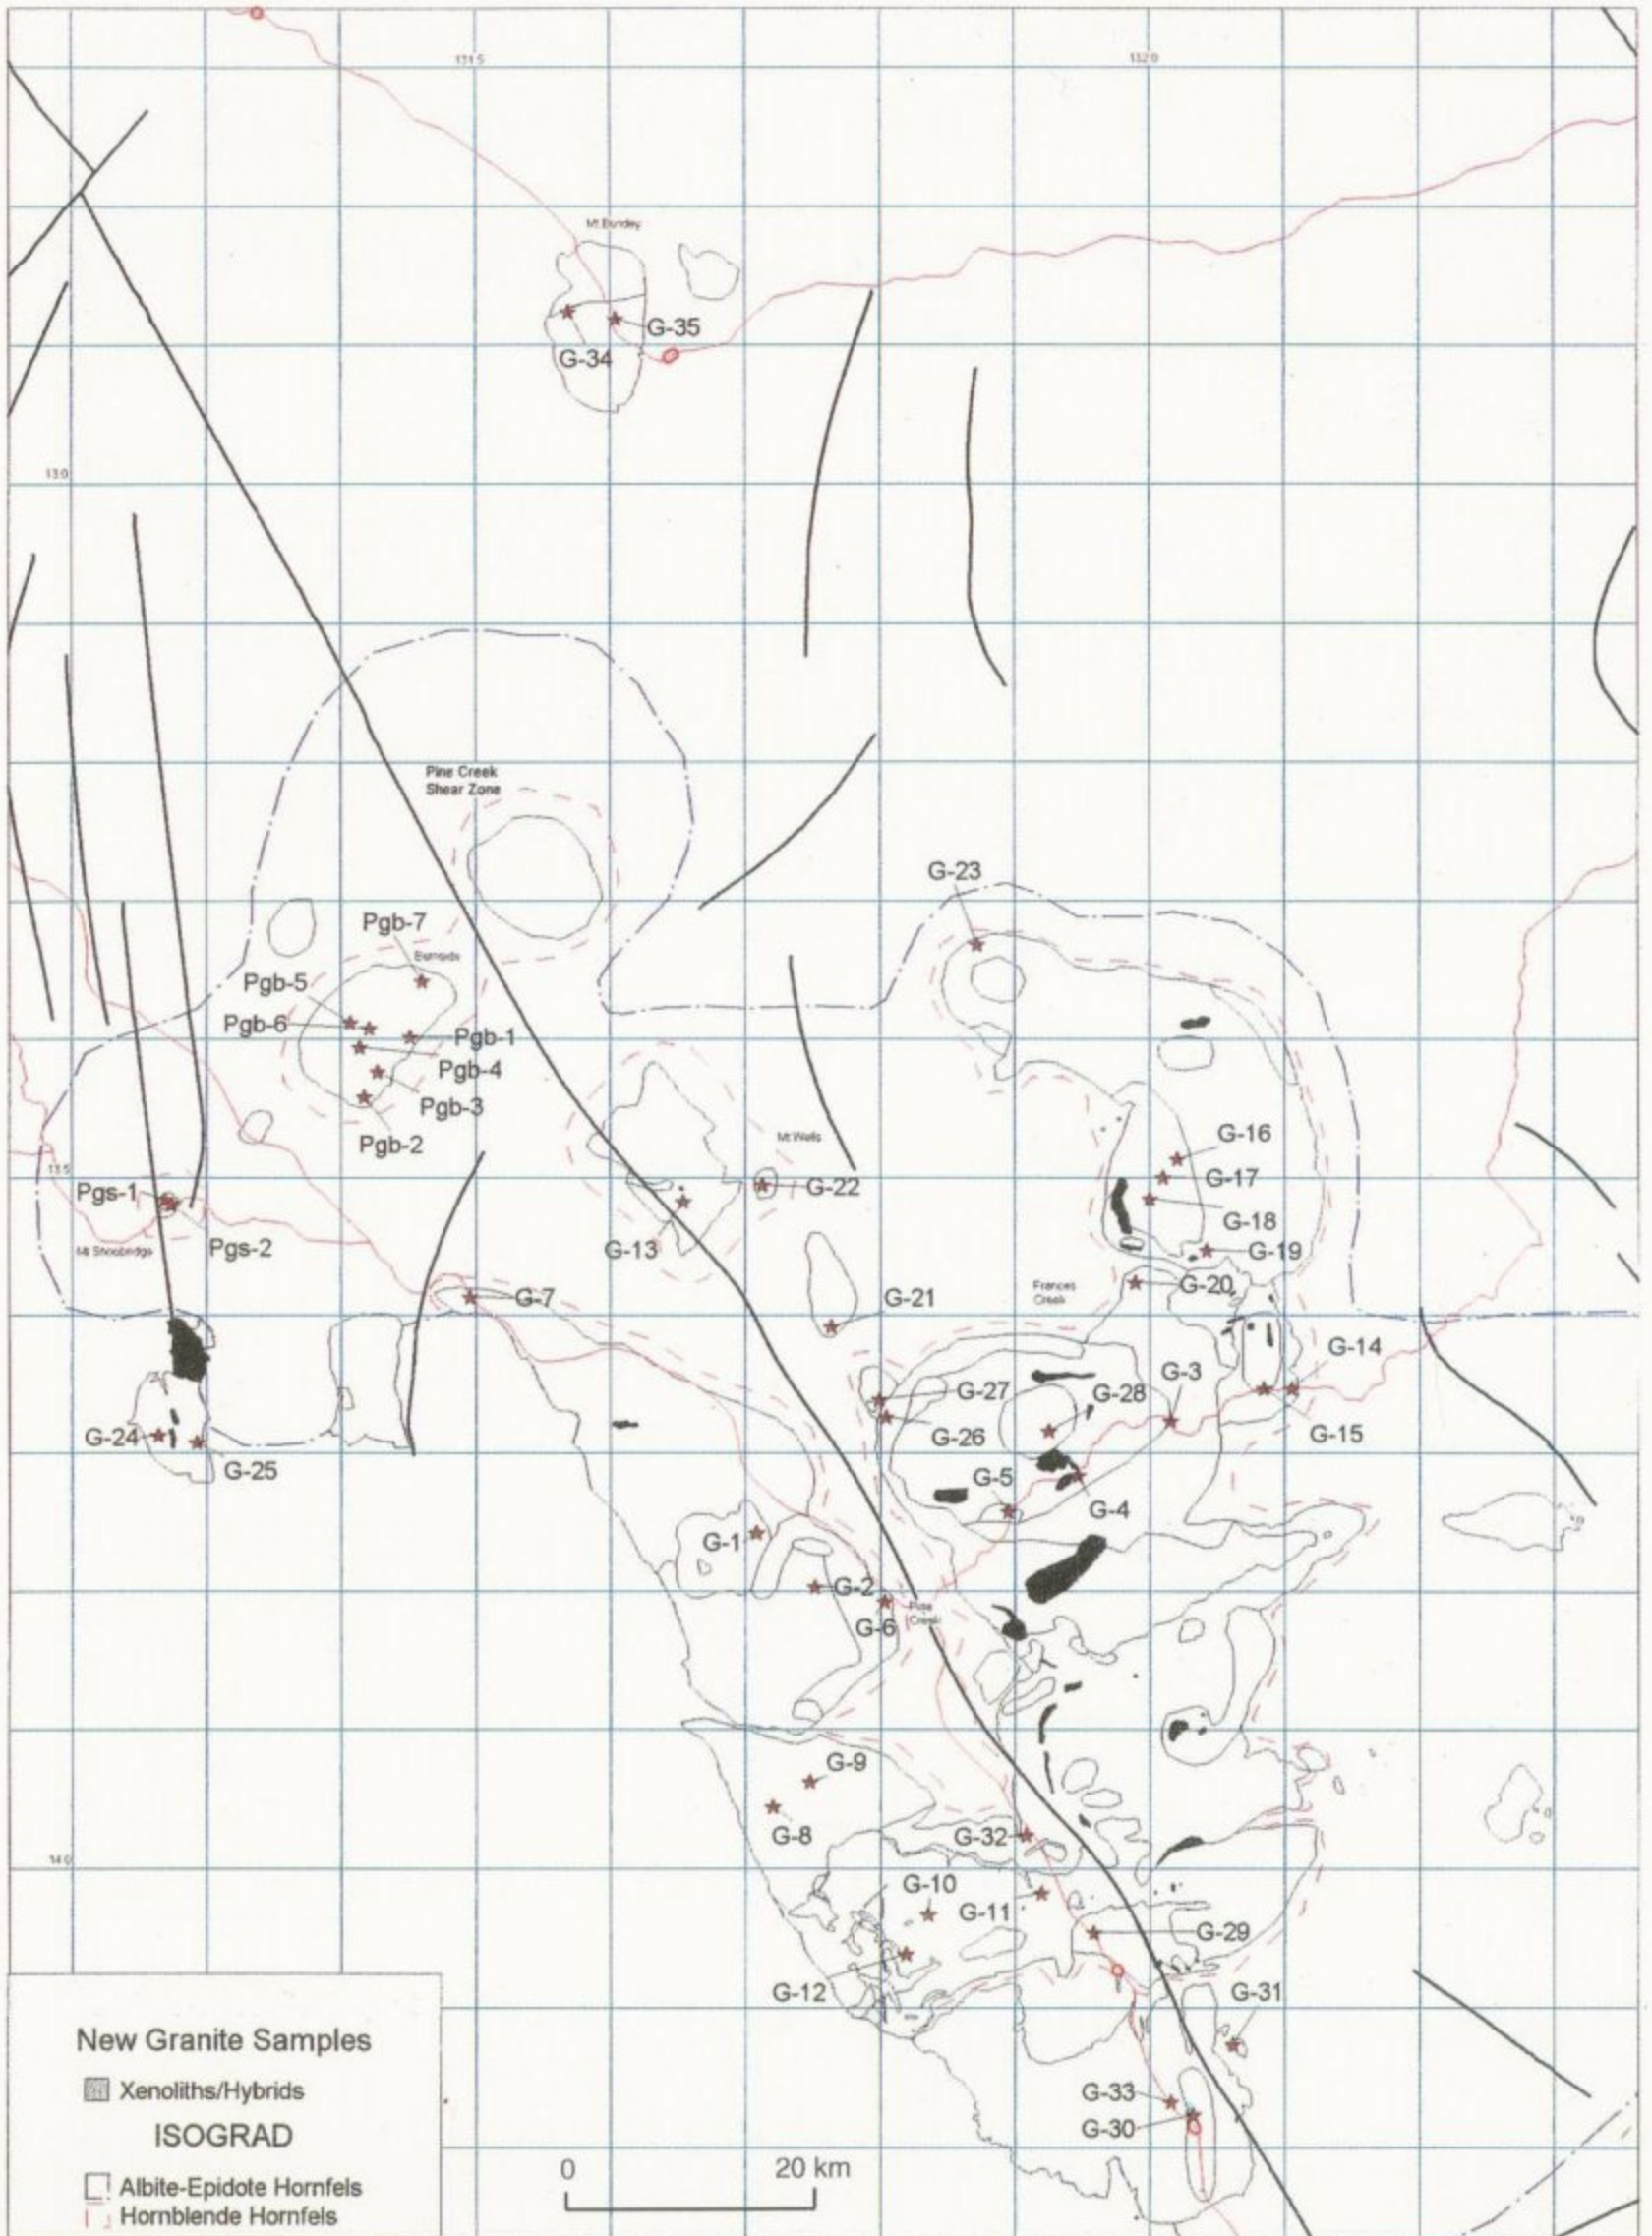 131 5
132 0
Mt Bundey
G-35
G-34
13 0
Pine Creek
Shear Zone
G-23
Pgb-7
Burnside
Pgb-5
Pgb-6
Pgb-1
Pgb-4
Pgb-3
Pgb-2
Mt Wells
G-16
13 5
G-17
Pgs-1
G-22
G-18
Mt Shoobridge
Pgs-2
G-13
G-19
Frances
Creek
G-20
G-7
G-21
G-14
G-3
G-27
G-28
G-24
G-26
G-15
G-25
G-5
G-4
G-1
G-2
Pine
Creek
G-6
G-9
G-8
G-32
14 0
G-10
G-11
G-29
G-12
G-31
New Granite Samples
Xenoliths/Hybrids
G-33
G-30
ISOGRAD
0 20 km
Albite-Epidote Hornfels
Hornblende Hornfels